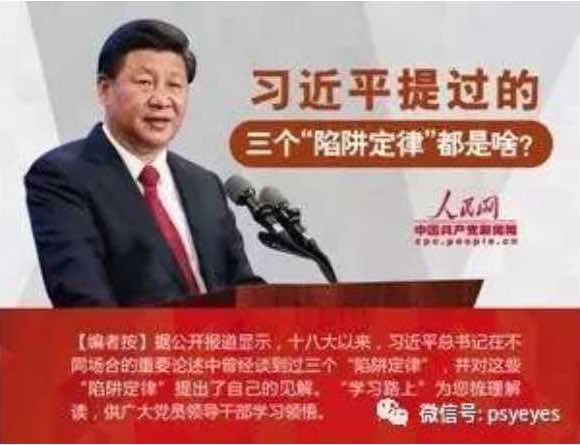 习近平提过的
三个“陷阱定律”都是啥？
人民网
中国共产党新闻网
cpc.people.cn
【编者按】据公开报道显示，十八大以来，习近平总书记在不
同场合的重要论述中曾经谈到过三个“陷阱定律”，并对这些
“陷阱定律”提出了自己的见解。“学习路上”为您梳理解
读，供广大党员领导干部学习领悟。
微信号: psyeyes